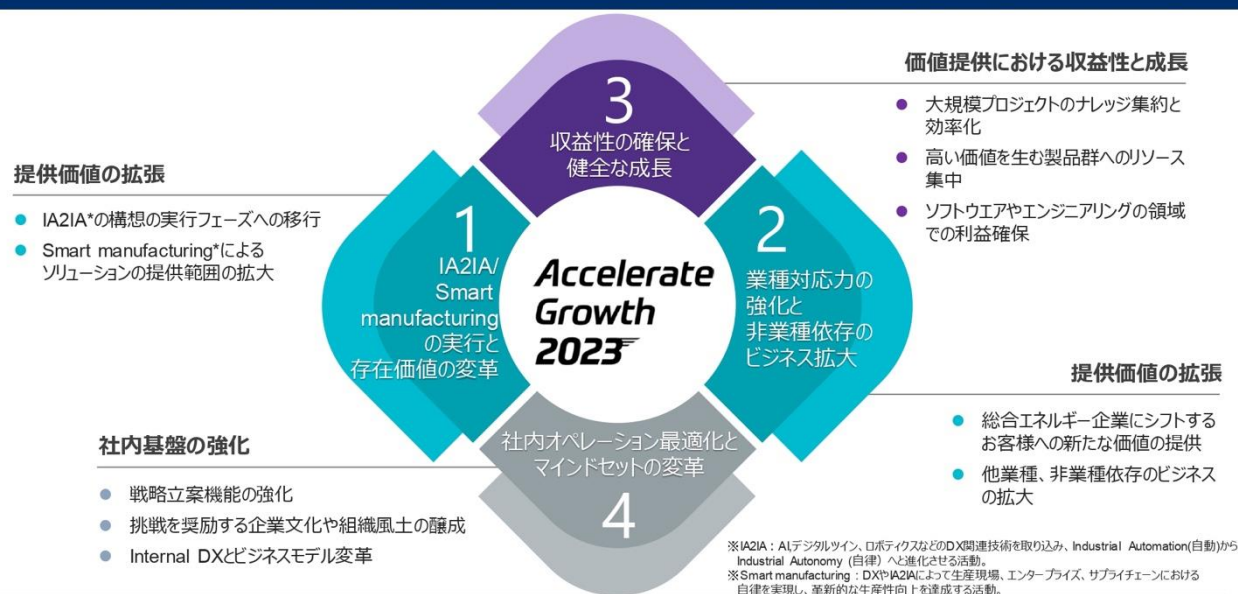 提供価値の拡張
IA2IA*の構想の実行フェーズへの移行
Smart manufacturing*による
ソリューションの提供範囲の拡大
社内基盤の強化
戦略立案機能の強化
挑戦を奨励する企業文化や組織風土の醸成
Internal DXとビジネスモデル変革
3
収益性の確保と
健全な成長
1
IA2IA/
Smart
manufacturing
の実行と
存在価値の変革
Accelerate
Growth
2023
2
業種対応力の
強化と
非業種依存の
ビジネス拡大
社内オペレーション最適化と
マインドセットの変革
4
価値提供における収益性と成長
大規模プロジェクトのナレッジ集約と
効率化
高い価値を生む製品群へのリソース
集中
ソフトウエアやエンジニアリングの領域
での利益確保
提供価値の拡張
総合エネルギー企業にシフトする
お客様への新たな価値の提供
他業種、非業種依存のビジネス
の拡大
※IA2IA：AI,デジタルツイン、ロボティクスなどのDX関連技術を取り込み、Industrial Automation(自動)から
Industrial Autonomy (自律）へと進化させる活動。
※Smart manufacturing：DXやIA2IAによって生産現場、エンタープライズ、サプライチェーンにおける
自律を実現し、革新的な生産性向上を達成する活動。